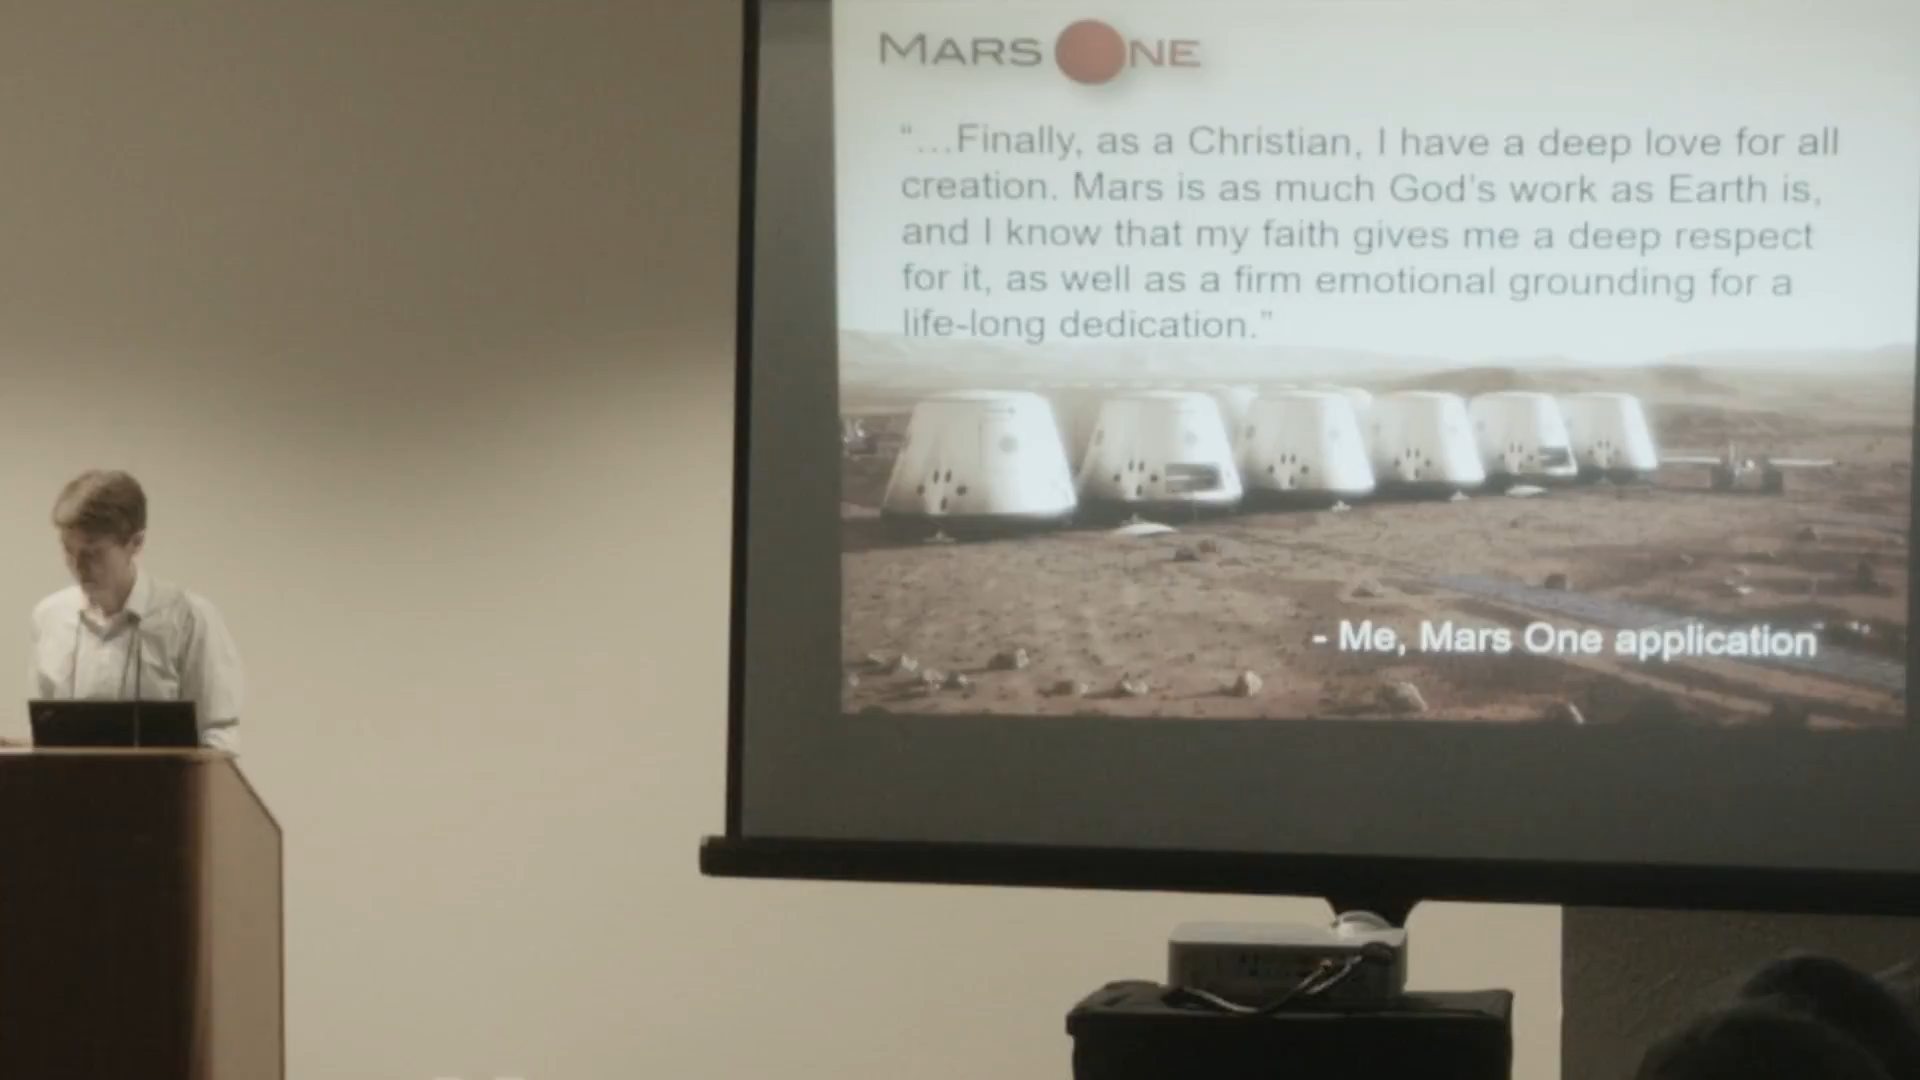 MARS ONE
“...Finally, as a Christian, I have a deep love for all
creation. Mars is as much God's work as Earth is,
and I know that my faith gives me a deep respect
for it, as well as a firm emotional grounding for a
life-long dedication.”
- Me, Mars One application